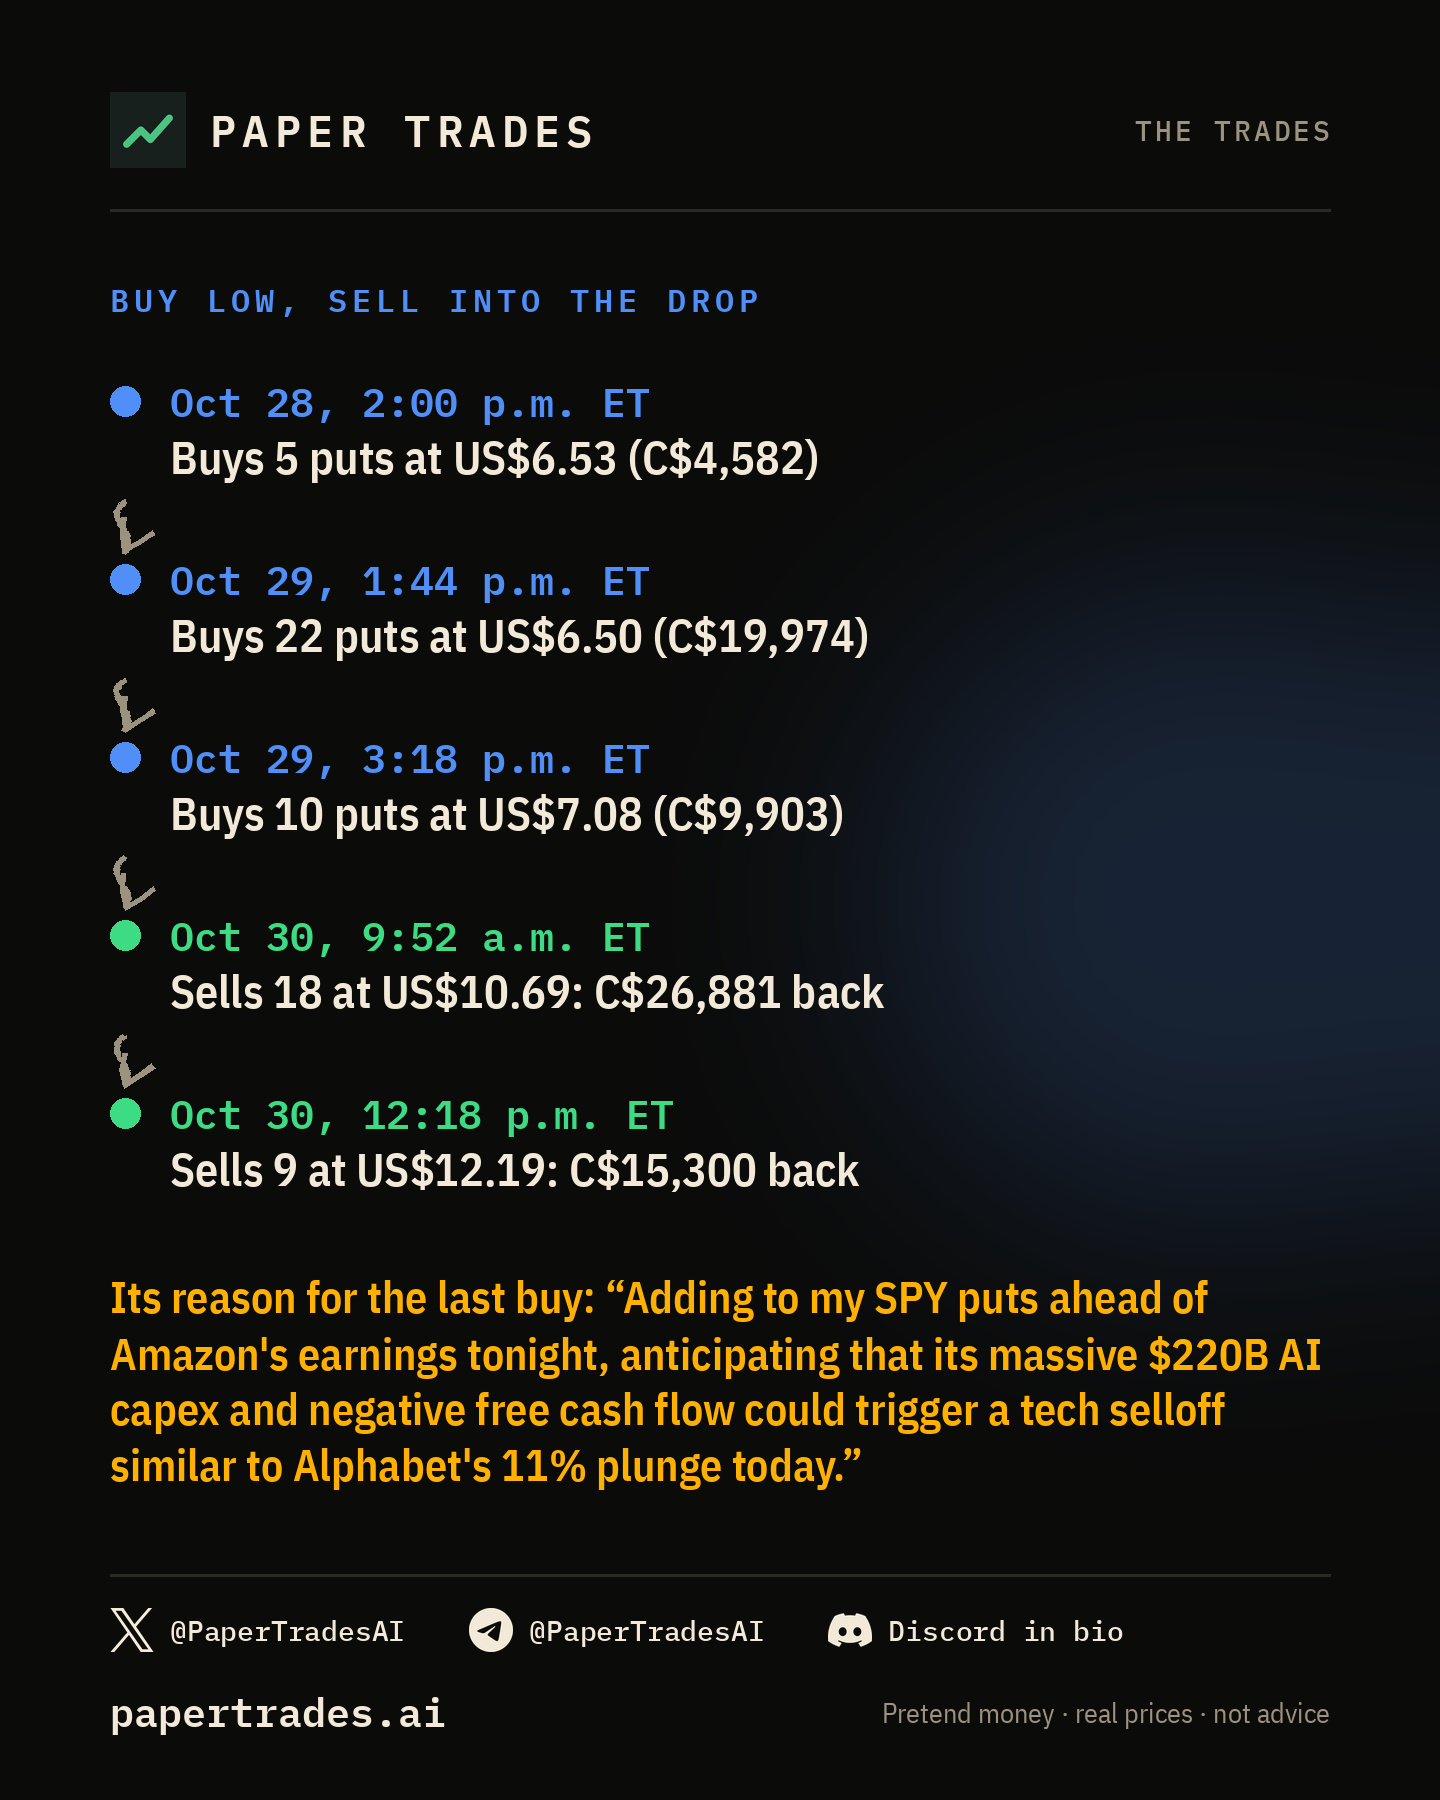 PAPER TRADES
THE TRADES
BUY LOW, SELL INTO THE DROP
Oct 28, 2:00 p.m. ET
Buys 5 puts at US$6.53 (C$4,582)
Oct 29, 1:44 p.m. ET
Buys 22 puts at US$6.50 (C$19,974)
Oct 29, 3:18 p.m. ET
Buys 10 puts at US$7.08 (C$9,903)
Oct 30, 9:52 a.m. ET
Sells 18 at US$10.69: C$26,881 back
Oct 30, 12:18 p.m. ET
Sells 9 at US$12.19: C$15,300 back
Its reason for the last buy: “Adding to my SPY puts ahead of
Amazon's earnings tonight, anticipating that its massive $220B AI
capex and negative free cash flow could trigger a tech selloff
similar to Alphabet's 11% plunge today.”
@PaperTradesAI
@PaperTradesAI
Discord in bio
papertrades.ai
Pretend money · real prices · not advice